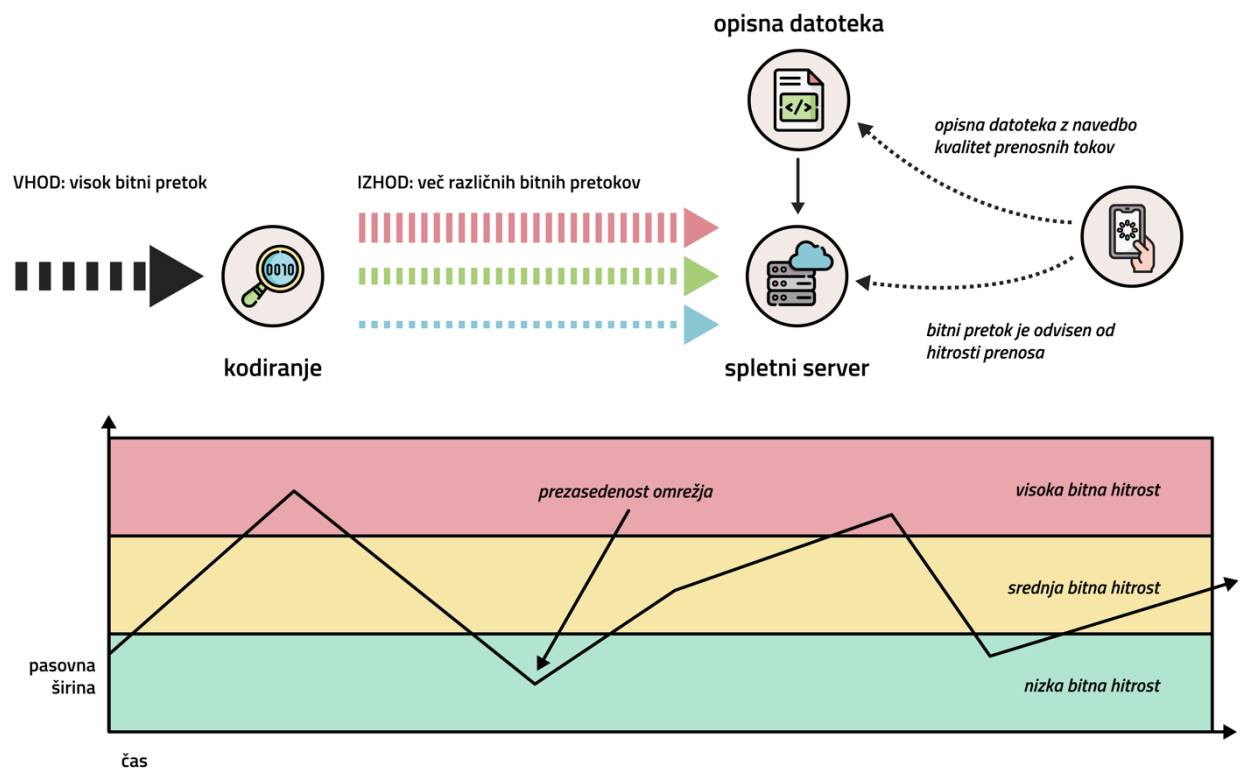 opisna datoteka
</>
opisna datoteka z navedbo
kvalitet prenosnih tokov
VHOD: visok bitni pretok
IZHOD: več različnih bitnih pretokov
0010
bitni pretok je odvisen od
hitrosti prenosa
kodiranje
spletni server
prezasedenost omrežja
visoka bitna hitrost
srednja bitna hitrost
nizka bitna hitrost
pasovna
širina
čas